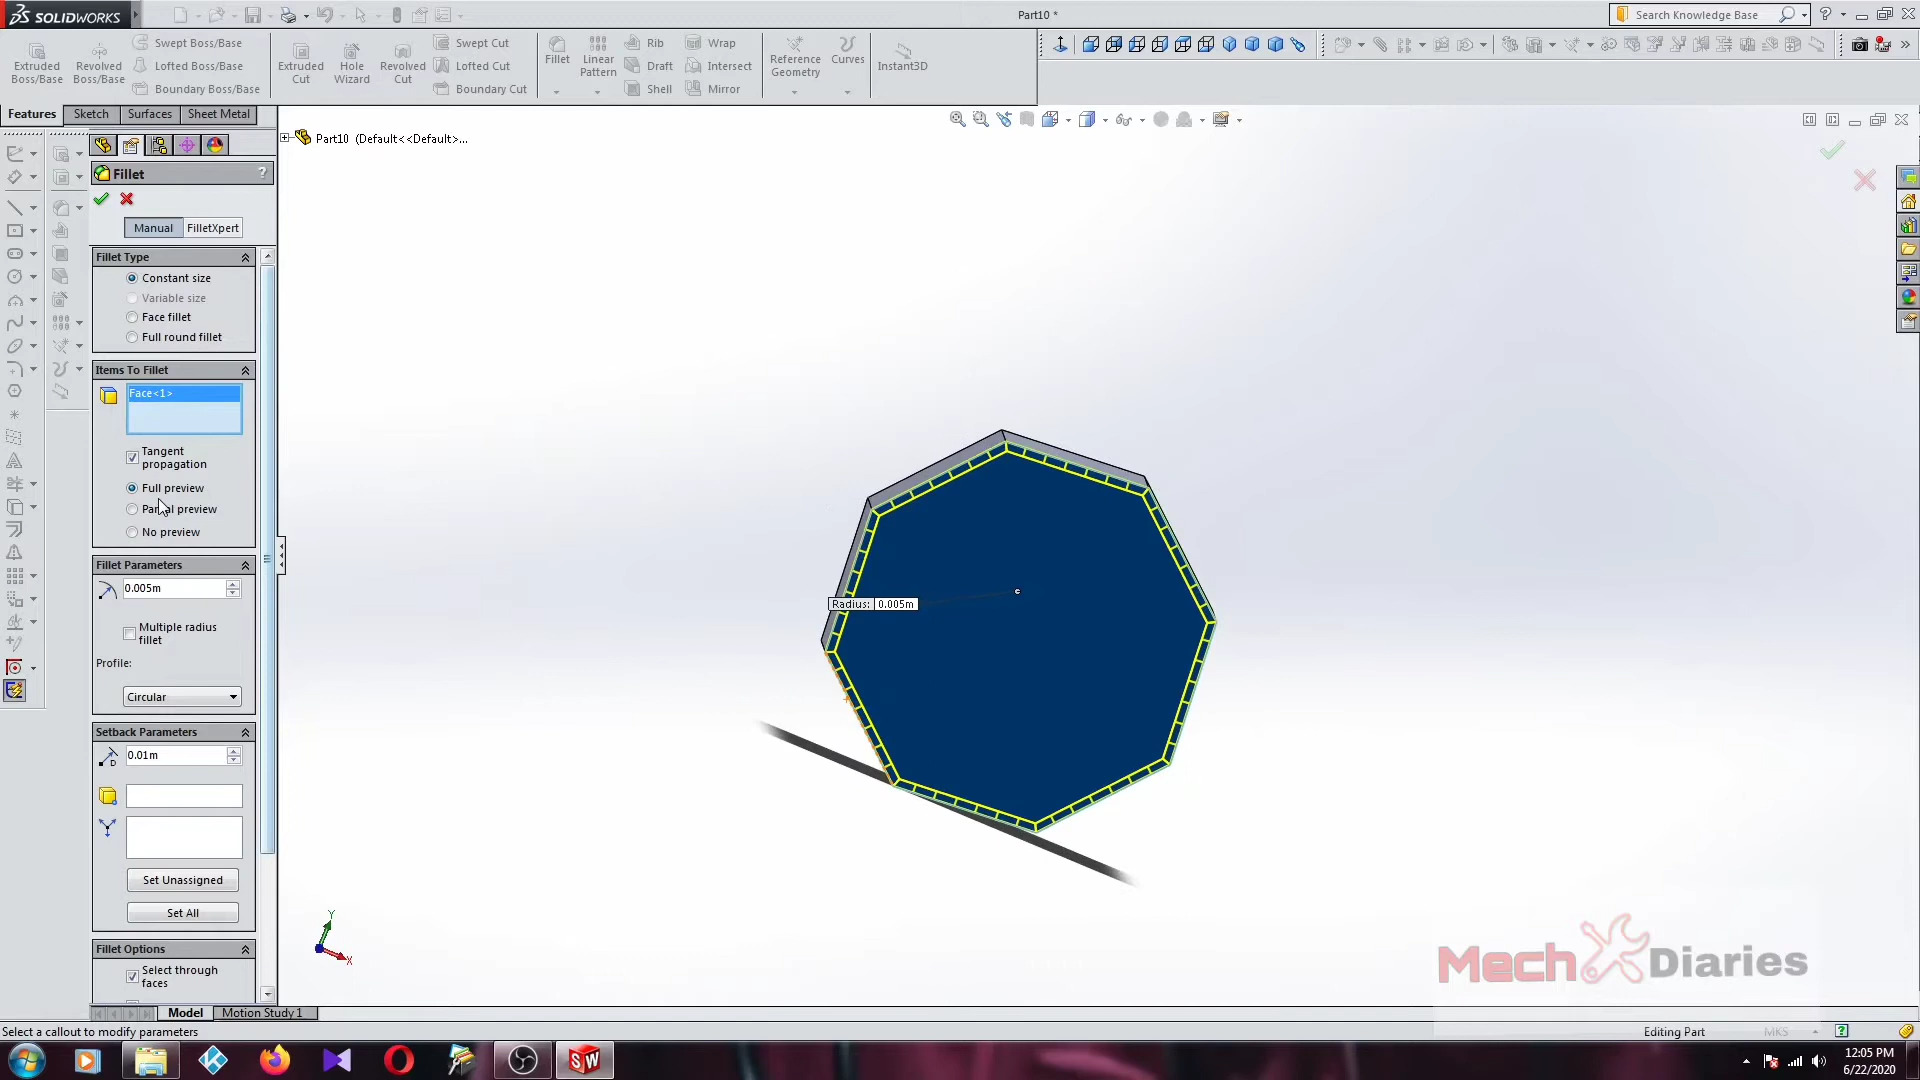 SOLIDWORKS
Part10 *
Search Knowledge Base
Extruded Boss/Base
Revolved Boss/Base
Swept Boss/Base
Lofted Boss/Base
Boundary Boss/Base
Extruded Cut
Hole Wizard
Revolved Cut
Swept Cut
Lofted Cut
Boundary Cut
Fillet
Linear Pattern
Rib
Draft
Shell
Wrap
Intersect
Mirror
Reference Geometry
Curves
Instant3D
Features Sketch Surfaces Sheet Metal
Part10 (Default<<Default>...
Fillet ?
Manual FilletXpert
Fillet Type
Constant size
Variable size
Face fillet
Full round fillet
Items To Fillet
Face<1>
Tangent
propagation
Full preview
Partial preview
No preview
Fillet Parameters
0.005m
Multiple radius
fillet
Profile:
Circular
Setback Parameters
0.01m
Set Unassigned
Set All
Fillet Options
Select through
faces
Radius: 0.005m
Y
X
Mech Diaries
Model Motion Study 1
Select a callout to modify parameters
Editing Part
MKS
12:05 PM
6/22/2020